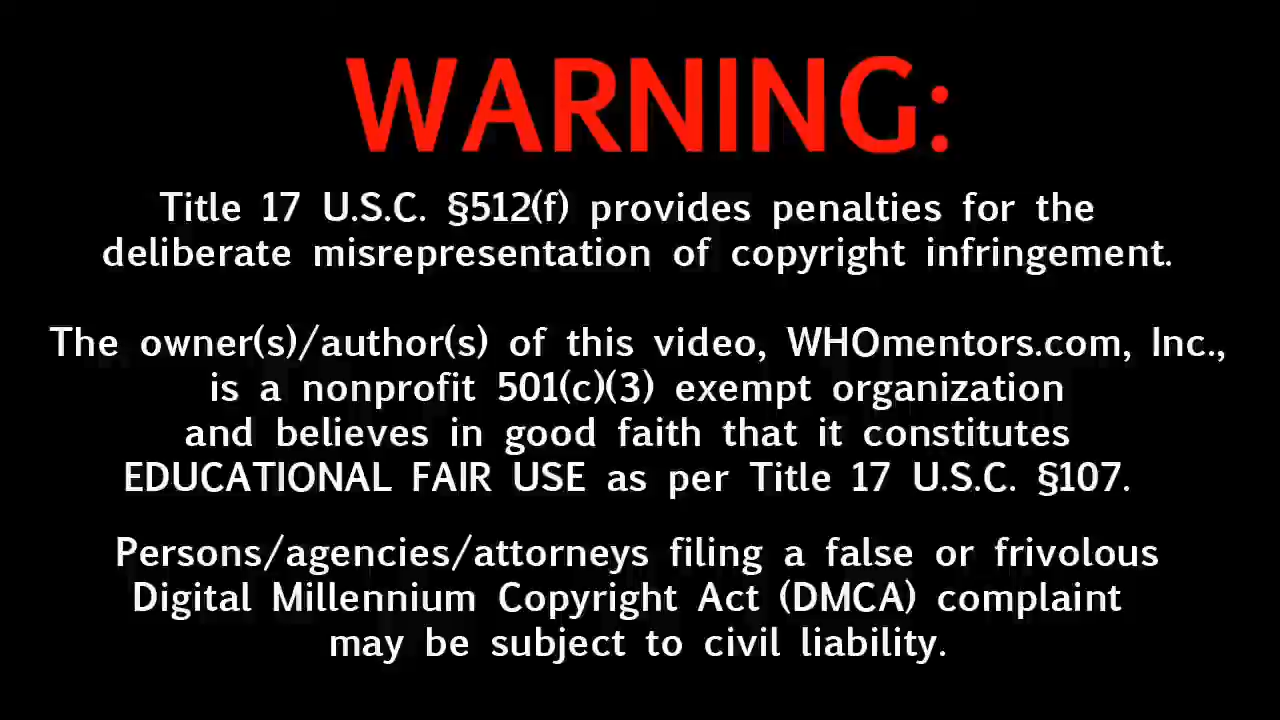 WARNING:
Title 17 U.S.C. §512(f) provides penalties for the
deliberate misrepresentation of copyright infringement.
The owner(s)/author(s) of this video, WHOmentors.com, Inc.,
is a nonprofit 501(c)(3) exempt organization
and believes in good faith that it constitutes
EDUCATIONAL FAIR USE as per Title 17 U.S.C. §107.
Persons/agencies/attorneys filing a false or frivolous
Digital Millennium Copyright Act (DMCA) complaint
may be subject to civil liability.